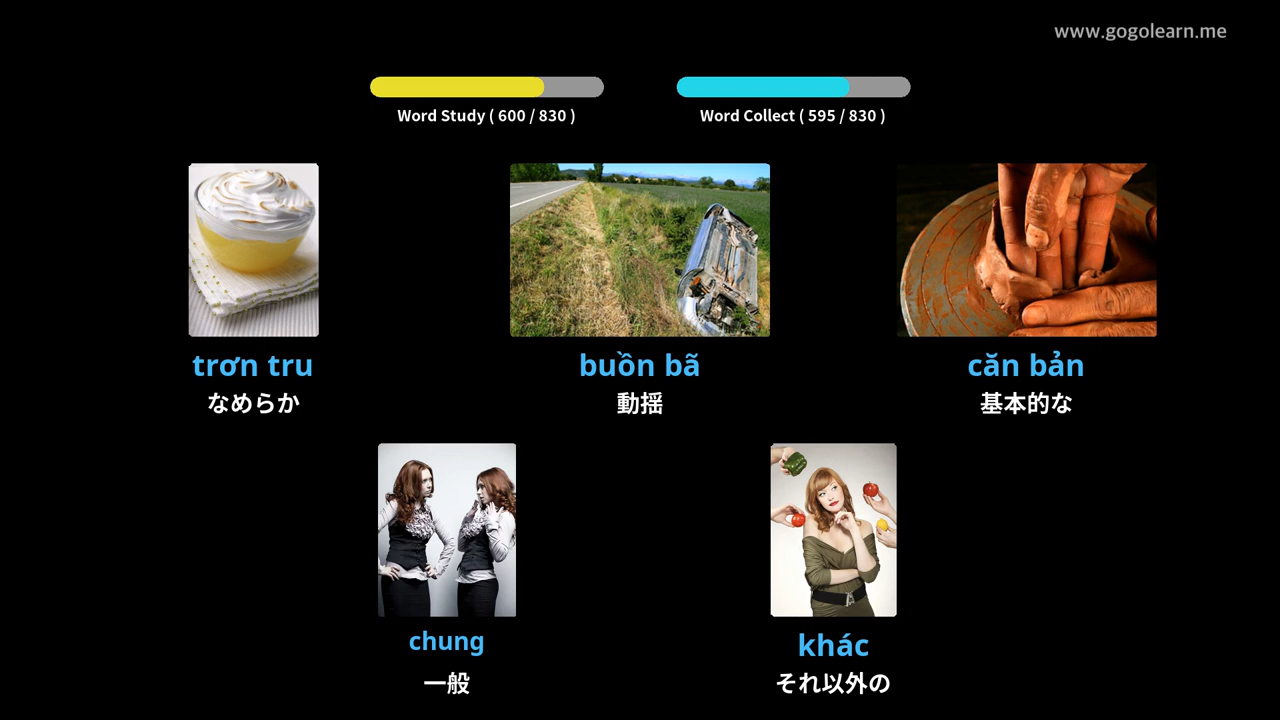 www.gogolearn.me
Word Study ( 600 / 830 )
Word Collect ( 595 / 830 )
trơn tru
なめらか
buồn bã
動揺
căn bản
基本的な
chung
一般
khác
それ以外の